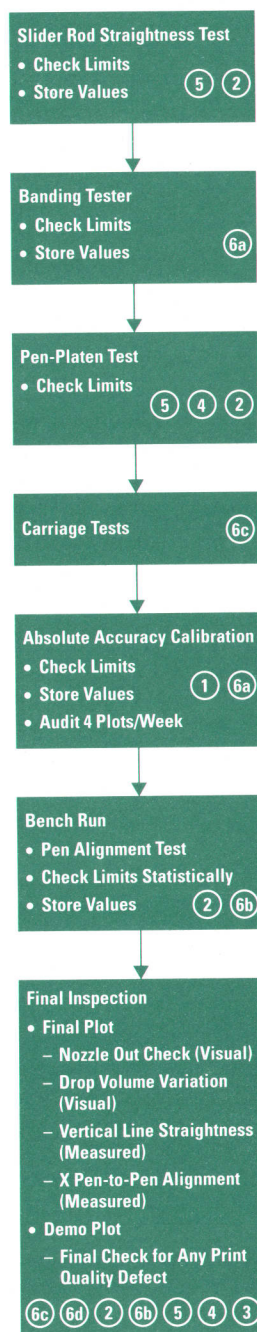 Slider Rod Straightness Test
• Check Limits
• Store Values
5 2
Banding Tester
• Check Limits
• Store Values
6a
Pen-Platen Test
• Check Limits
5 4 2
Carriage Tests 6c
Absolute Accuracy Calibration
• Check Limits
• Store Values
1 6a
• Audit 4 Plots/Week
Bench Run
• Pen Alignment Test
• Check Limits Statistically
• Store Values 2 6b
Final Inspection
• Final Plot
– Nozzle Out Check (Visual)
– Drop Volume Variation
(Visual)
– Vertical Line Straightness
(Measured)
– X Pen-to-Pen Alignment
(Measured)
• Demo Plot
– Final Check for Any Print
Quality Defect
6c 6d 2 6b 5 4 3